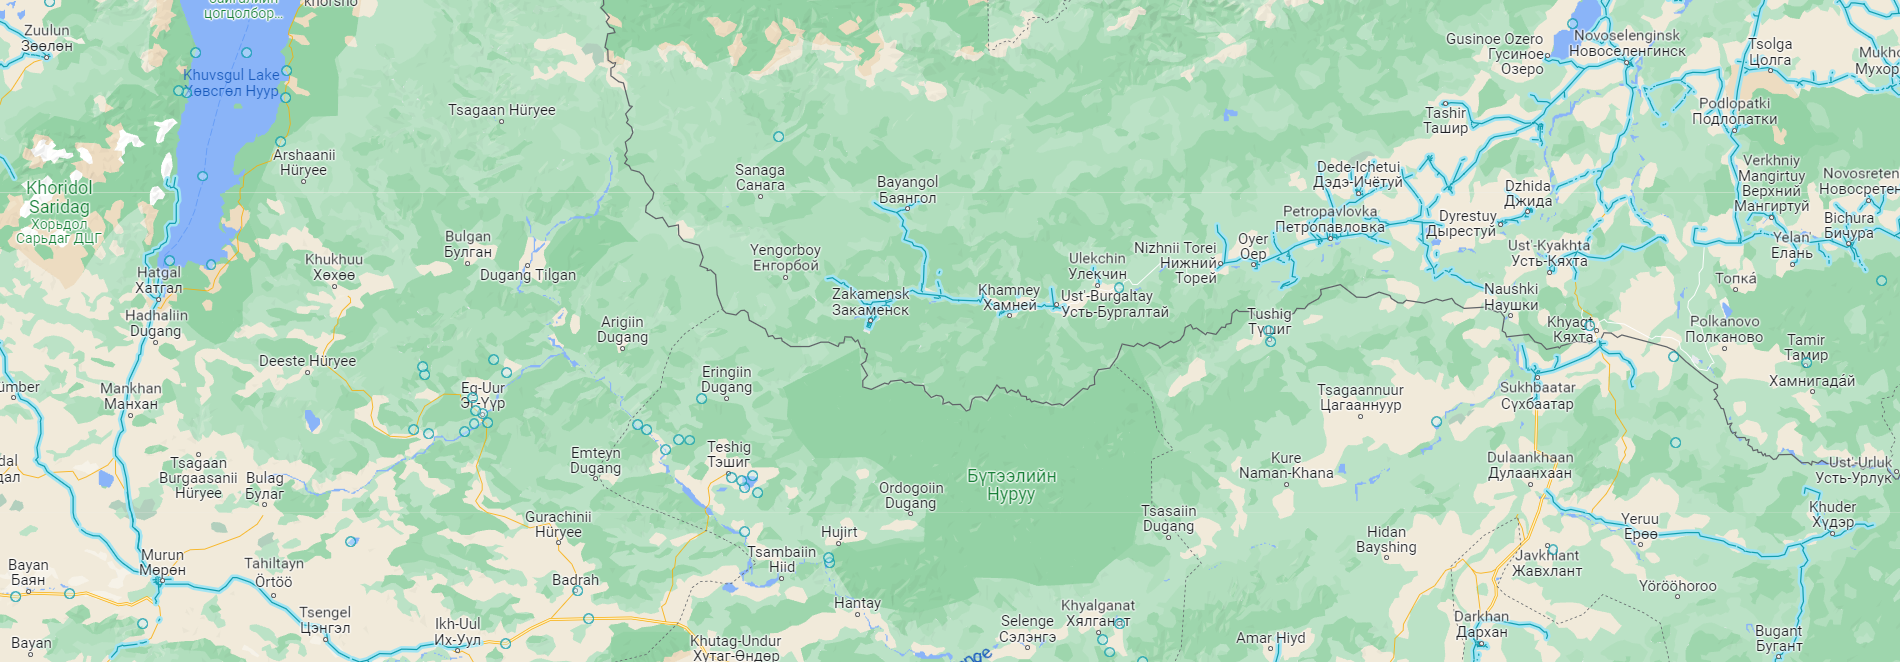 байгалийн
цогцолбор...
khorsho
Zuulun
Зөөлөн
Khuvsgul Lake
Хөвсгөл Нуур
Tsagaan Hüryee
Arshaanii
Hüryee
Khoridol
Saridag
Хорьдол
Сарьдаг ДЦГ
Hatgal
Хатгал
Hadhaliin
Dugang
Khukhuu
Хөхөө
Bulgan
Булган
Dugang Tilgan
Deeste Hüryee
Arigiin
Dugang
Mankhan
Манхан
Eg-Uur
Эг-Үүр
Eringiin
Dugang
Emteyn
Dugang
Teshig
Тэшиг
Tsagaan
Burgaasanii
Hüryee
Bulag
Булаг
Gurachinii
Hüryee
Murun
Мөрөн
Tahiltayn
Örtöö
Bayan
Баян
Bayan
Tsengel
Цэнгэл
Ikh-Uul
Их-Уул
Badrah
Tsambaiin
Hiid
Hujirt
Hantay
Khutag-Undur
Хутаг-Өндөр
Ordogoiin
Dugang
Бүтээлийн
Нуруу
Tsasaiin
Dugang
Selenge
Сэлэнгэ
Khyalganat
Хялганат
Amar Hiyd
Hidan
Bayshing
Kure
Naman-Khana
Tsagaannuur
Цагааннуур
Tushig
Түшиг
Sanaga
Санага
Bayangol
Баянгол
Yengorboy
Енгорбой
Zakamensk
Закаменск
Khamney
Хамней
Ulekchin
Улекчин
Ust'-Burgaltay
Усть-Бургалтай
Nizhnii Torei
Нижний
Торей
Oyer
Оер
Petropavlovka
Петропавловка
Dede-Ichetui
Дэдэ-Ичётуй
Tashir
Ташир
Gusinoe Ozero
Гусиное
Озеро
Novoselenginsk
Новоселенгинск
Tsolga
Цолга
Podlopatki
Подлопатки
Verkhniy
Mangirtuy
Верхний
Мангиртуй
Bichura
Бичура
Yelan
Елань
Dzhida
Джида
Dyrestuy
Дырестуй
Ust'-Kyakhta
Усть-Кяхта
Топка́
Naushki
Наушки
Khyagt
Кяхта
Polkanovo
Полканово
Tamir
Тамир
Хамнигада́й
Sukhbaatar
Сүхбаатар
Dulaankhaan
Дулаанхаан
Ust-Urluk
Усть-Урлук
Khuder
Хүдэр
Yeruu
Ерөө
Javkhlant
Жавхлант
Yörööhoroo
Darkhan
Дархан
Bugant
Бугант